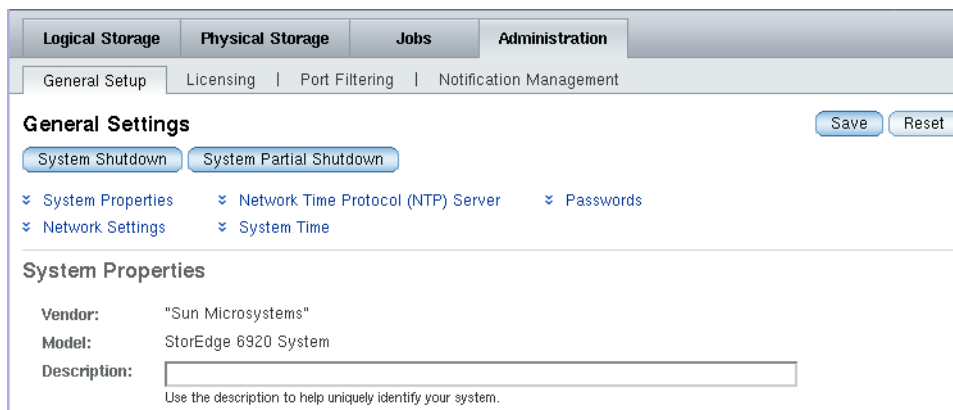 Logical Storage Physical Storage Jobs Administration
General Setup Licensing | Port Filtering | Notification Management
General Settings Save Reset
System Shutdown System Partial Shutdown
System Properties Network Time Protocol (NTP) Server Passwords
Network Settings System Time
System Properties
Vendor: "Sun Microsystems"
Model: StorEdge 6920 System
Description:
Use the description to help uniquely identify your system.